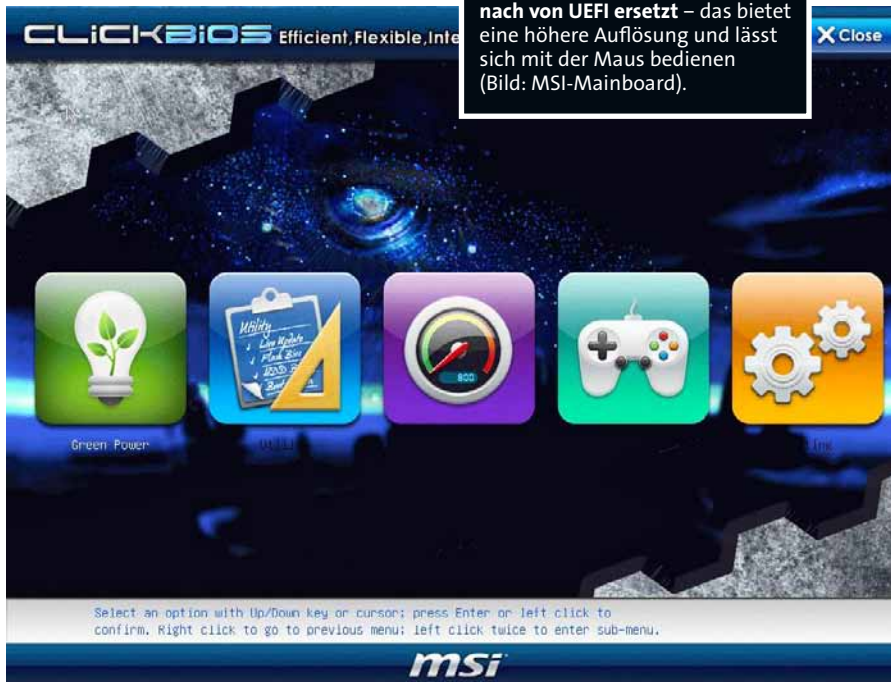 CLiCKBiOS Efficient,Flexible,Inte
nach von UEFI ersetzt – das bietet
eine höhere Auflösung und lässt
sich mit der Maus bedienen
(Bild: MSI-Mainboard).
X Close
Utility
Live Update
Green Power
Select an option with Up/Down key or cursor; press Enter or left click to
confirm. Right click to go to previous menu; left click twice to enter sub-menu.
msi